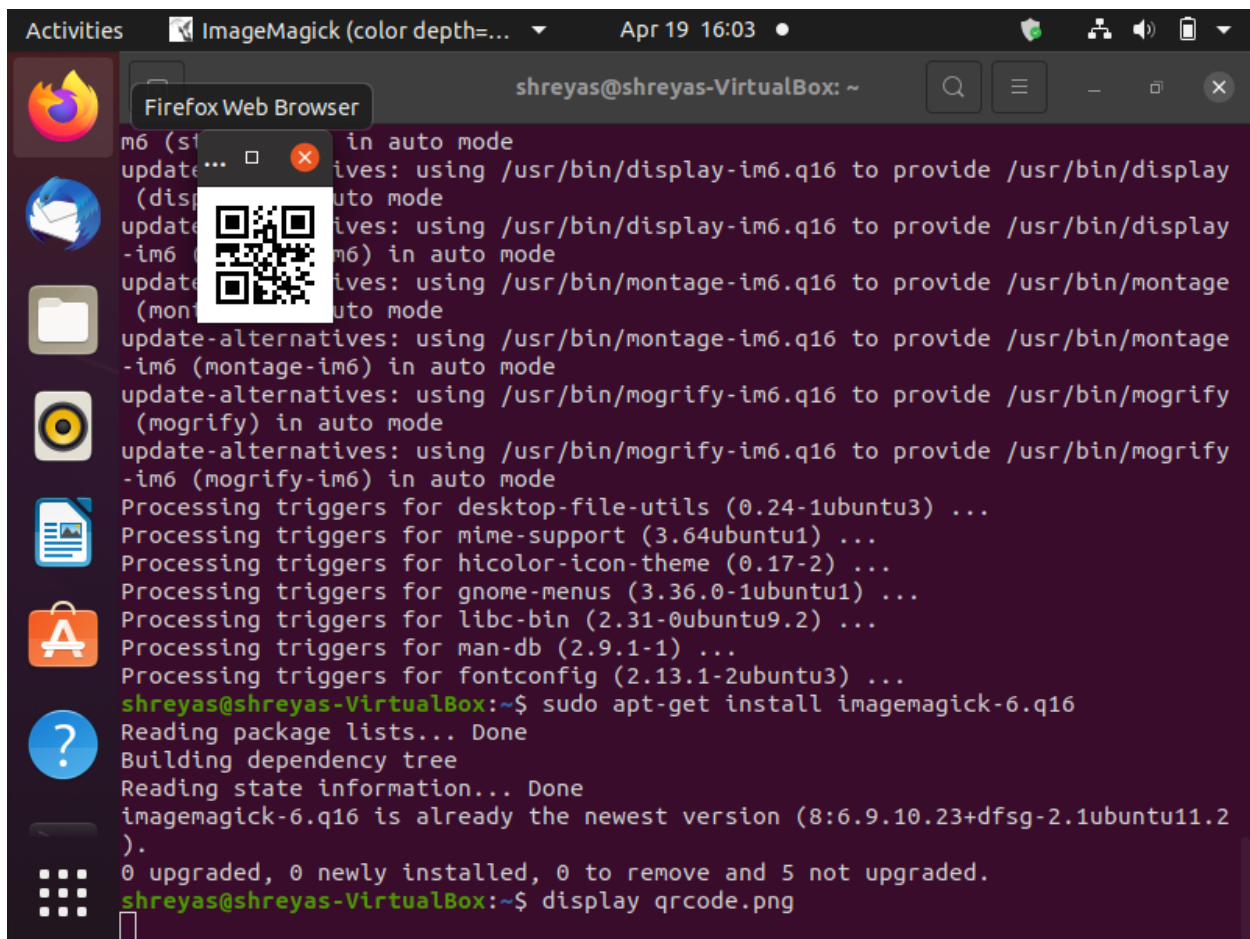 Activities
ImageMagick (color depth=...
Apr 19 16:03
shreyas@shreyas-VirtualBox: ~
Firefox Web Browser
...
m6 (st in auto mode
update ives: using /usr/bin/display-im6.q16 to provide /usr/bin/display
(disp uto mode
update ives: using /usr/bin/display-im6.q16 to provide /usr/bin/display
-im6 ( m6) in auto mode
update ives: using /usr/bin/montage-im6.q16 to provide /usr/bin/montage
(mon uto mode
update-alternatives: using /usr/bin/montage-im6.q16 to provide /usr/bin/montage
-im6 (montage-im6) in auto mode
update-alternatives: using /usr/bin/mogrify-im6.q16 to provide /usr/bin/mogrify
(mogrify) in auto mode
update-alternatives: using /usr/bin/mogrify-im6.q16 to provide /usr/bin/mogrify
-im6 (mogrify-im6) in auto mode
Processing triggers for desktop-file-utils (0.24-1ubuntu3) ...
Processing triggers for mime-support (3.64ubuntu1) ...
Processing triggers for hicolor-icon-theme (0.17-2) ...
Processing triggers for gnome-menus (3.36.0-1ubuntu1) ...
Processing triggers for libc-bin (2.31-0ubuntu9.2) ...
Processing triggers for man-db (2.9.1-1) ...
Processing triggers for fontconfig (2.13.1-2ubuntu3) ...
shreyas@shreyas-VirtualBox:~$ sudo apt-get install imagemagick-6.q16
Reading package lists... Done
Building dependency tree
Reading state information... Done
imagemagick-6.q16 is already the newest version (8:6.9.10.23+dfsg-2.1ubuntu11.2
).
0 upgraded, 0 newly installed, 0 to remove and 5 not upgraded.
shreyas@shreyas-VirtualBox:~$ display qrcode.png